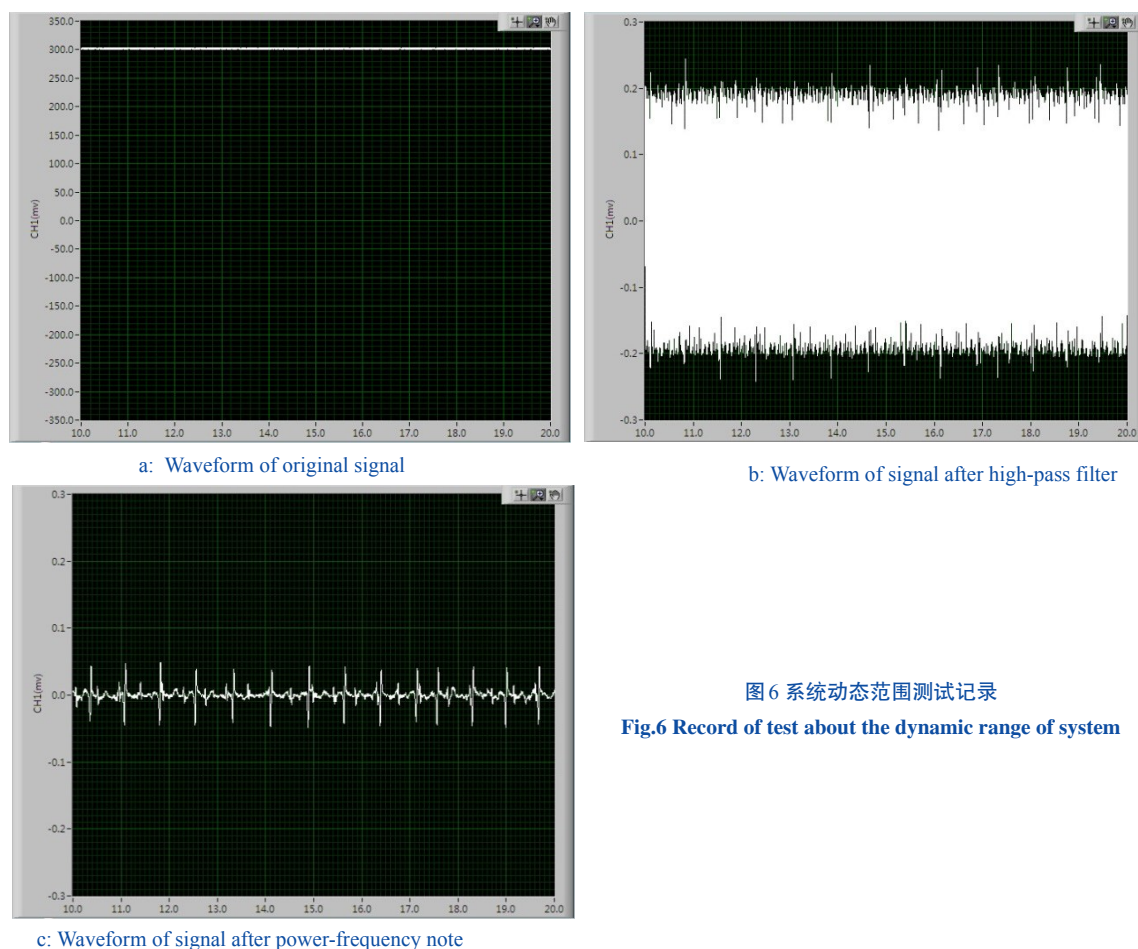 350.0
300.0
250.0
200.0
150.0
100.0
50.0
0.0
-50.0
-100.0
-150.0
-200.0
-250.0
-300.0
-350.0
CH1(mv)
10.0 11.0 12.0 13.0 14.0 15.0 16.0 17.0 18.0 19.0 20.0
a: Waveform of original signal
0.3
0.2
0.1
0.0
-0.1
-0.2
-0.3
CH1(mv)
10.0 11.0 12.0 13.0 14.0 15.0 16.0 17.0 18.0 19.0 20.0
b: Waveform of signal after high-pass filter
0.3
0.2
0.1
0.0
-0.1
-0.2
-0.3
CH1(mv)
10.0 11.0 12.0 13.0 14.0 15.0 16.0 17.0 18.0 19.0 20.0
c: Waveform of signal after power-frequency note
图6 系统动态范围测试记录
Fig.6 Record of test about the dynamic range of system